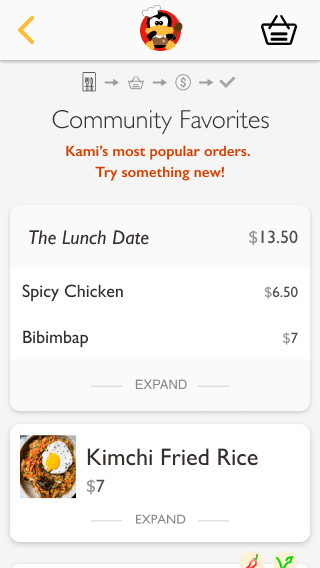 Community Favorites
Kami's most popular orders.
Try something new!
The Lunch Date $13.50
Spicy Chicken $6.50
Bibimbap $7
EXPAND
Kimchi Fried Rice
$7
EXPAND